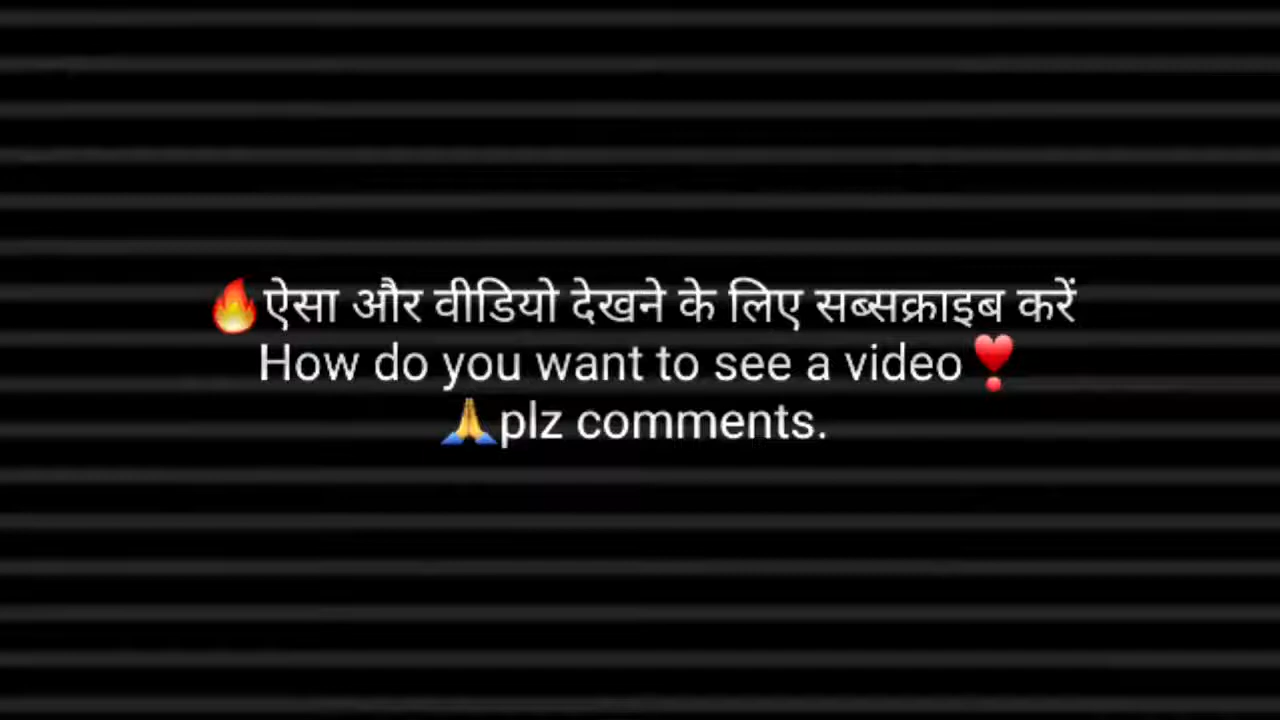 🔥ऐसा और वीडियो देखने के लिए सब्सक्राइब करें
How do you want to see a video❣️
🙏plz comments.